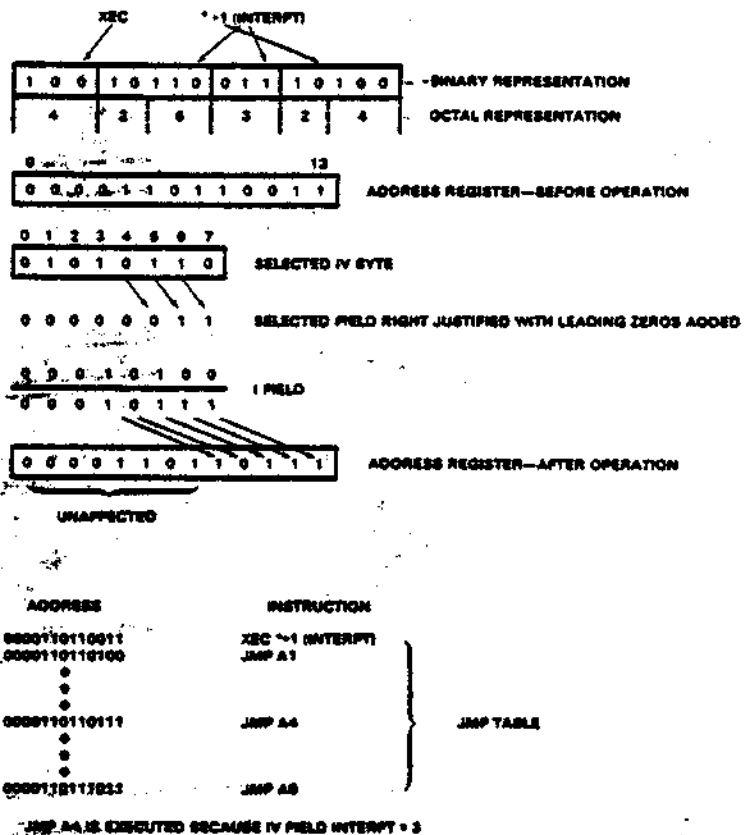 XEC *+1 (INTERPT)
1 0 0 1 0 1 1 0 0 1 1 1 0 1 0 0 BINARY REPRESENTATION
4 2 6 3 2 4 OCTAL REPRESENTATION
0 13
0 0 0 0 1 1 0 1 1 0 0 1 1 ADDRESS REGISTER—BEFORE OPERATION
0 1 2 3 4 5 6 7
0 1 0 1 0 1 1 0 SELECTED IV BYTE
0 0 0 0 0 0 1 1 SELECTED FIELD RIGHT JUSTIFIED WITH LEADING ZEROS ADDED
0 0 0 1 0 1 0 0
I FIELD
0 0 0 1 0 1 1 1
0 0 0 0 1 1 0 1 1 0 1 1 1 ADDRESS REGISTER—AFTER OPERATION
UNAFFECTED
ADDRESS INSTRUCTION
0000110110011 XEC *+1 (INTERPT)
0000110110100 JMP A1
0000110110111 JMP A4
JMP TABLE
JMP A4 IS EXECUTED BECAUSE IV FIELD INTERPT = 3